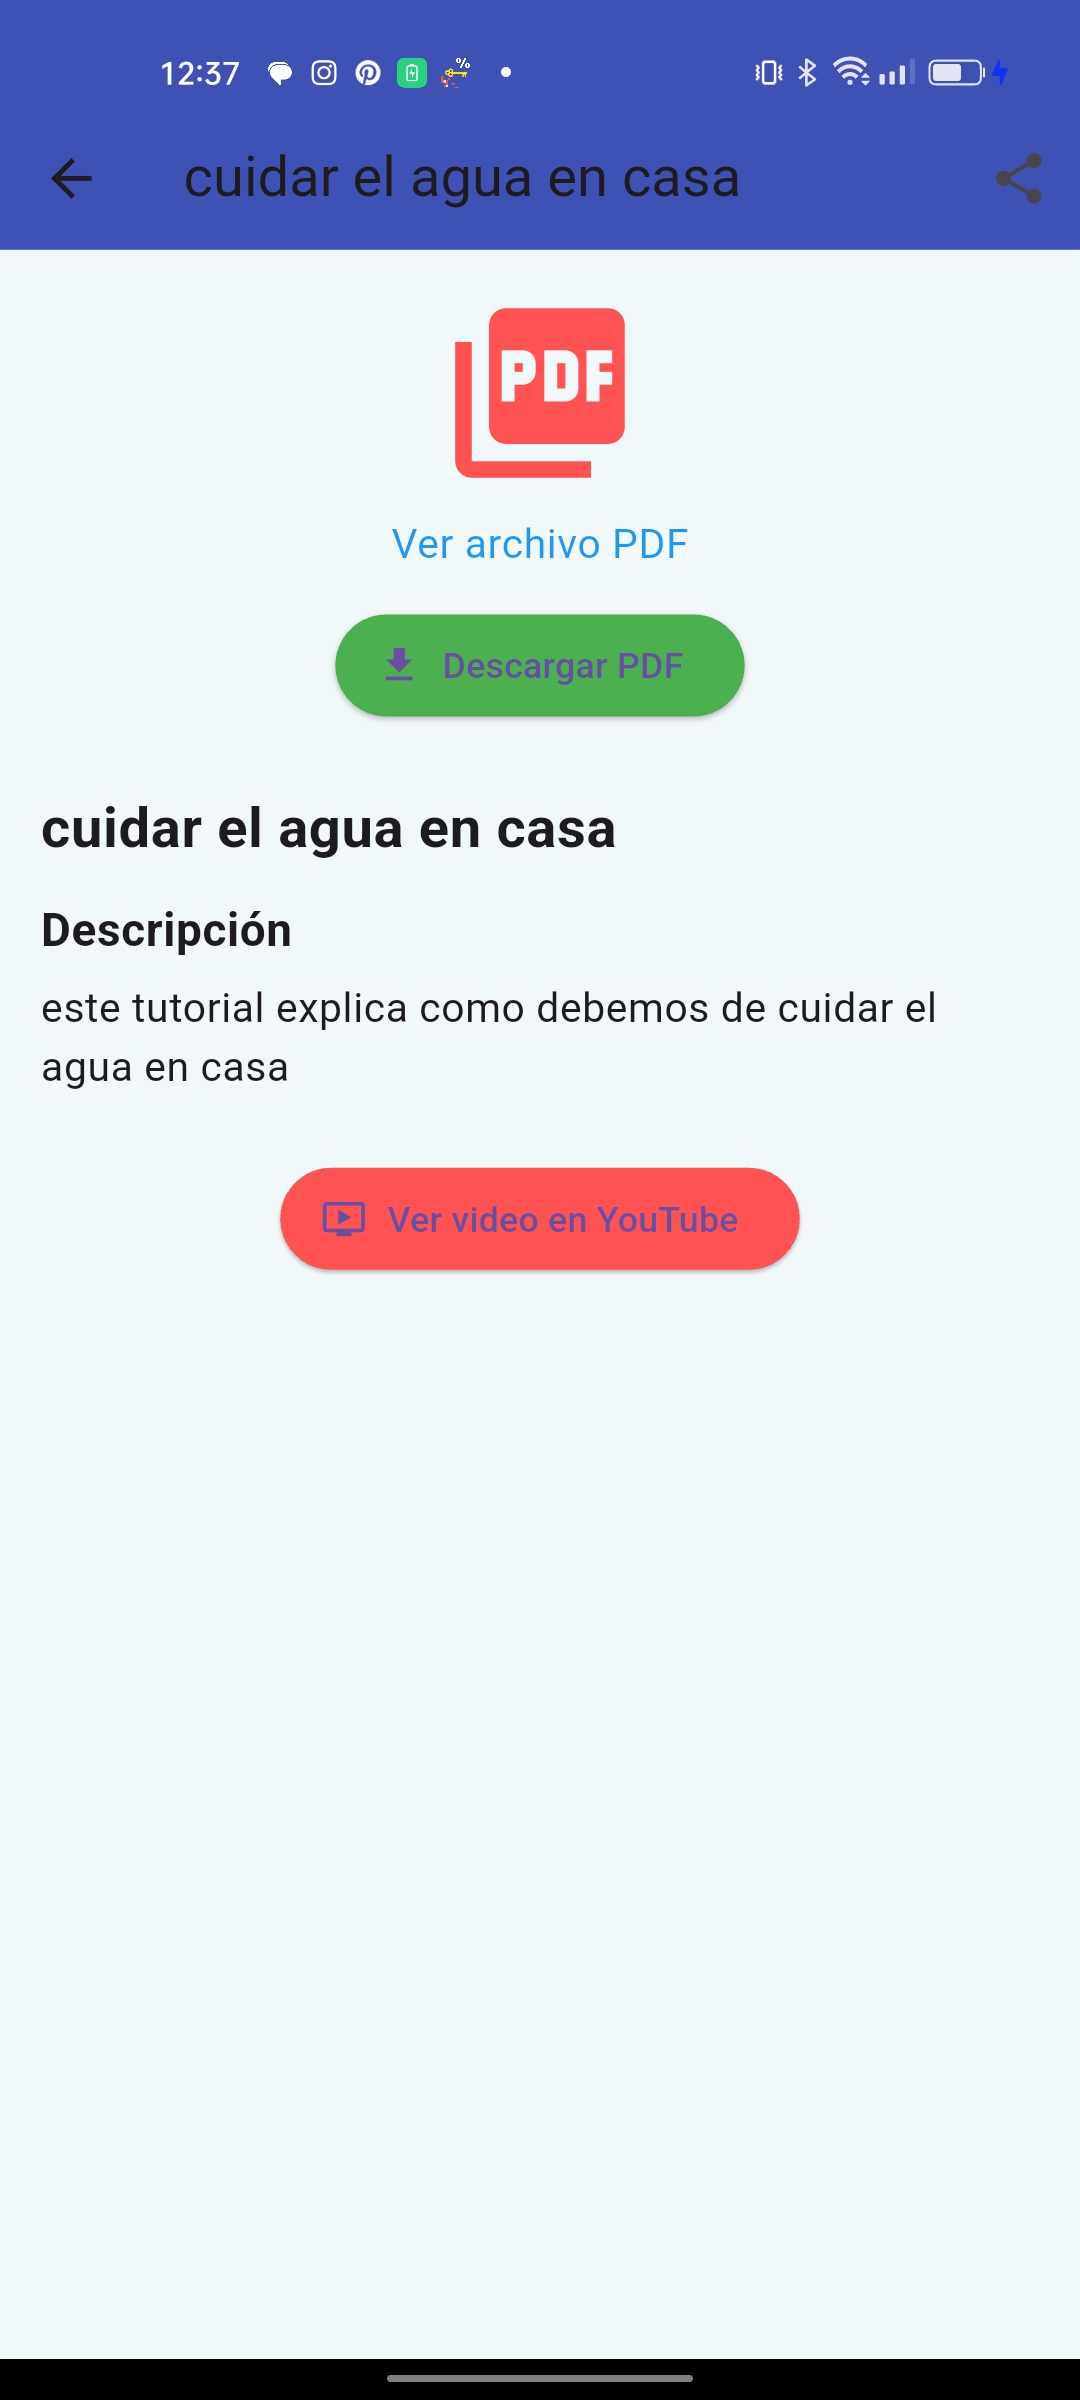 12:37
cuidar el agua en casa
PDF
Ver archivo PDF
Descargar PDF
cuidar el agua en casa
Descripción
este tutorial explica como debemos de cuidar el
agua en casa
Ver video en YouTube